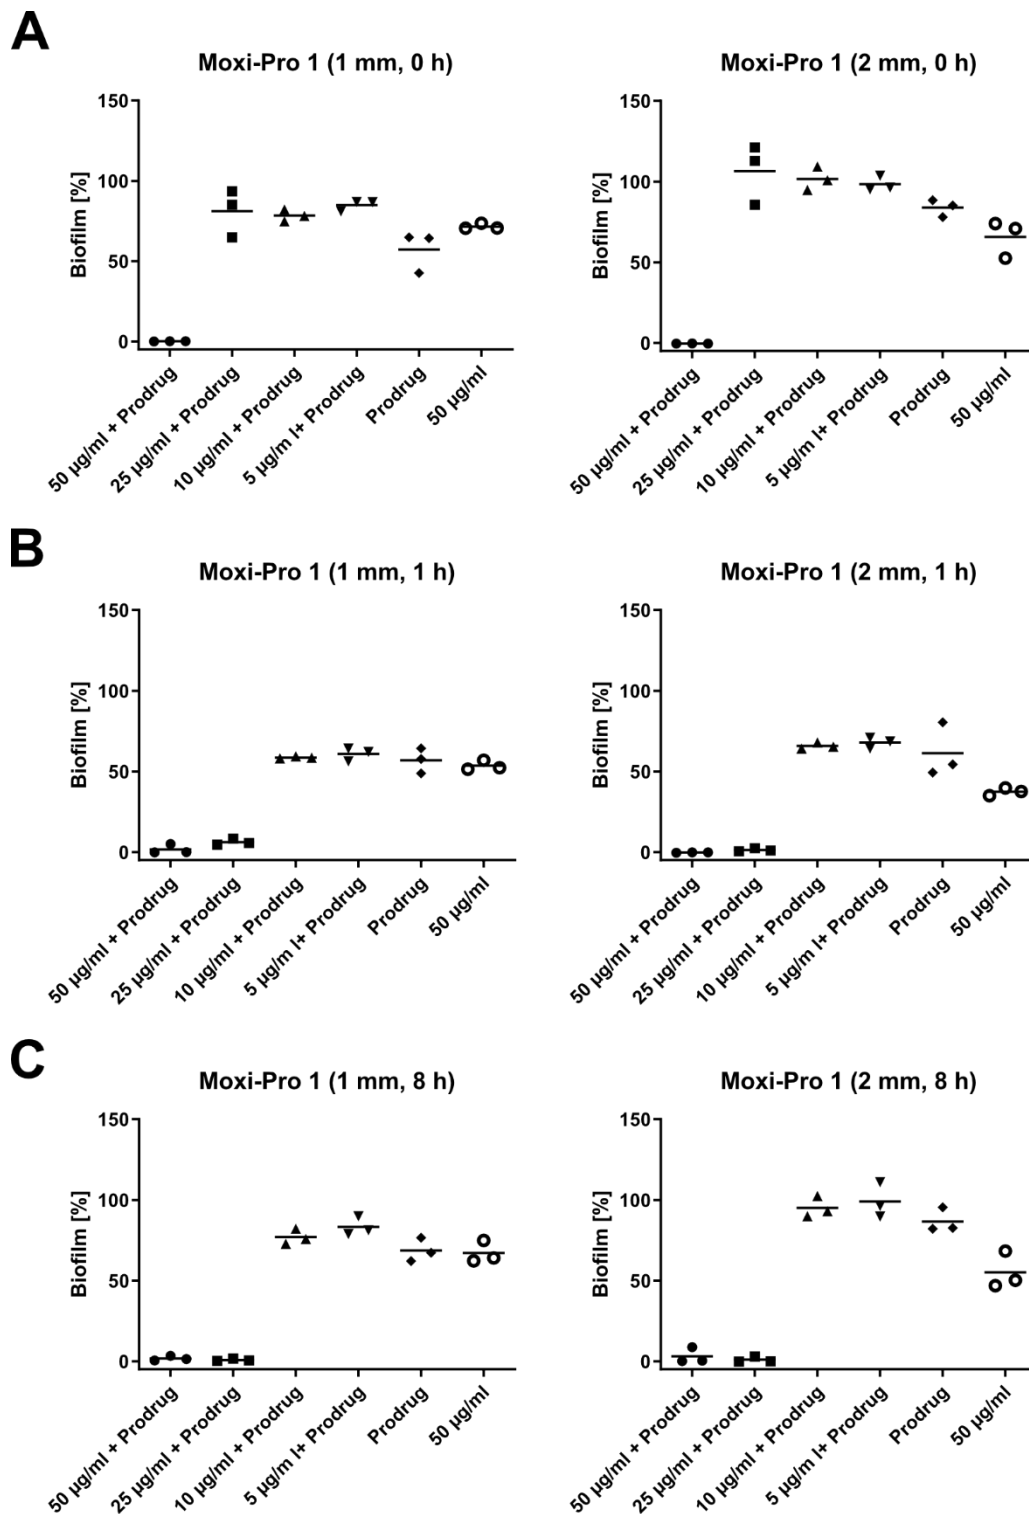 A
Moxi-Pro 1 (1 mm, 0 h)
Biofilm [%]
150
100
50
0
50 µg/ml + Prodrug
25 µg/ml + Prodrug
10 µg/ml + Prodrug
5 µg/m l+ Prodrug
Prodrug
50 µg/ml
Moxi-Pro 1 (2 mm, 0 h)
Biofilm [%]
150
100
50
0
50 µg/ml + Prodrug
25 µg/ml + Prodrug
10 µg/ml + Prodrug
5 µg/m l+ Prodrug
Prodrug
50 µg/ml
B
Moxi-Pro 1 (1 mm, 1 h)
Biofilm [%]
150
100
50
0
50 µg/ml + Prodrug
25 µg/ml + Prodrug
10 µg/ml + Prodrug
5 µg/m l+ Prodrug
Prodrug
50 µg/ml
Moxi-Pro 1 (2 mm, 1 h)
Biofilm [%]
150
100
50
0
50 µg/ml + Prodrug
25 µg/ml + Prodrug
10 µg/ml + Prodrug
5 µg/m l+ Prodrug
Prodrug
50 µg/ml
C
Moxi-Pro 1 (1 mm, 8 h)
Biofilm [%]
150
100
50
0
50 µg/ml + Prodrug
25 µg/ml + Prodrug
10 µg/ml + Prodrug
5 µg/m l+ Prodrug
Prodrug
50 µg/ml
Moxi-Pro 1 (2 mm, 8 h)
Biofilm [%]
150
100
50
0
50 µg/ml + Prodrug
25 µg/ml + Prodrug
10 µg/ml + Prodrug
5 µg/m l+ Prodrug
Prodrug
50 µg/ml